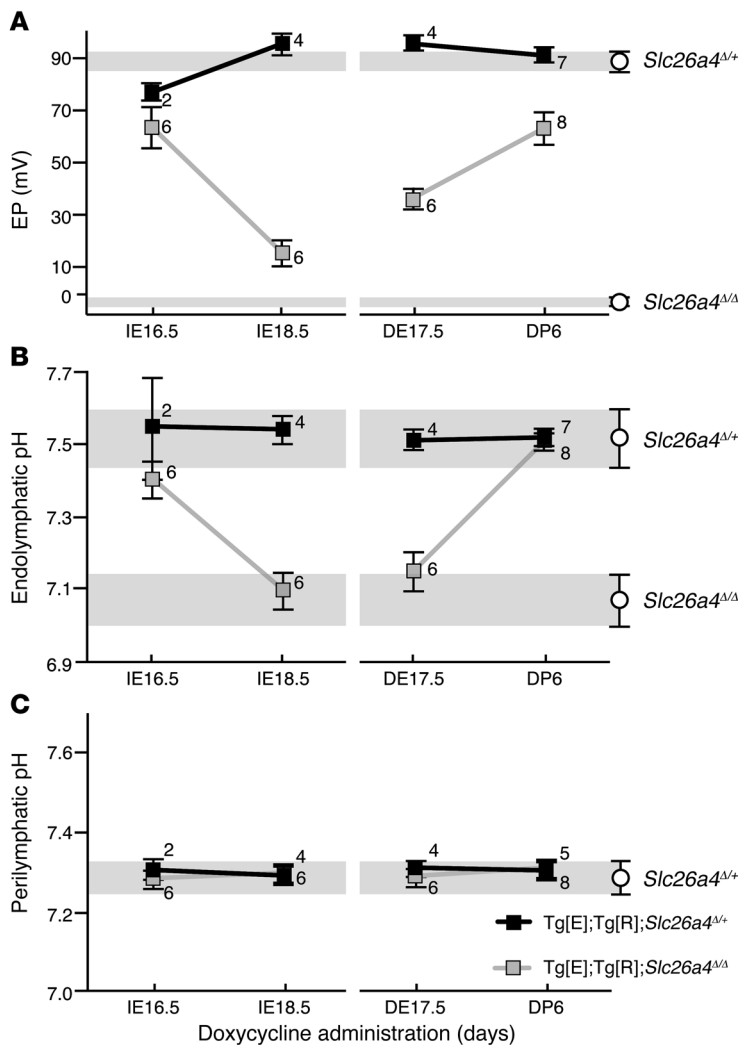 A
EP (mV)
90
70
50
30
10
0
4
2
6
6
4
7
8
6
Slc26a4Δ/+
Slc26a4Δ/Δ
IE16.5 IE18.5 DE17.5 DP6
B
Endolymphatic pH
7.7
7.5
7.3
7.1
6.9
2
4
6
6
4
7
8
6
Slc26a4Δ/+
Slc26a4Δ/Δ
IE16.5 IE18.5 DE17.5 DP6
C
Perilymphatic pH
7.6
7.4
7.2
7.0
2
4
6
6
4
5
6
8
Slc26a4Δ/+
Tg[E];Tg[R];Slc26a4Δ/+
Tg[E];Tg[R];Slc26a4Δ/Δ
IE16.5 IE18.5 DE17.5 DP6
Doxycycline administration (days)